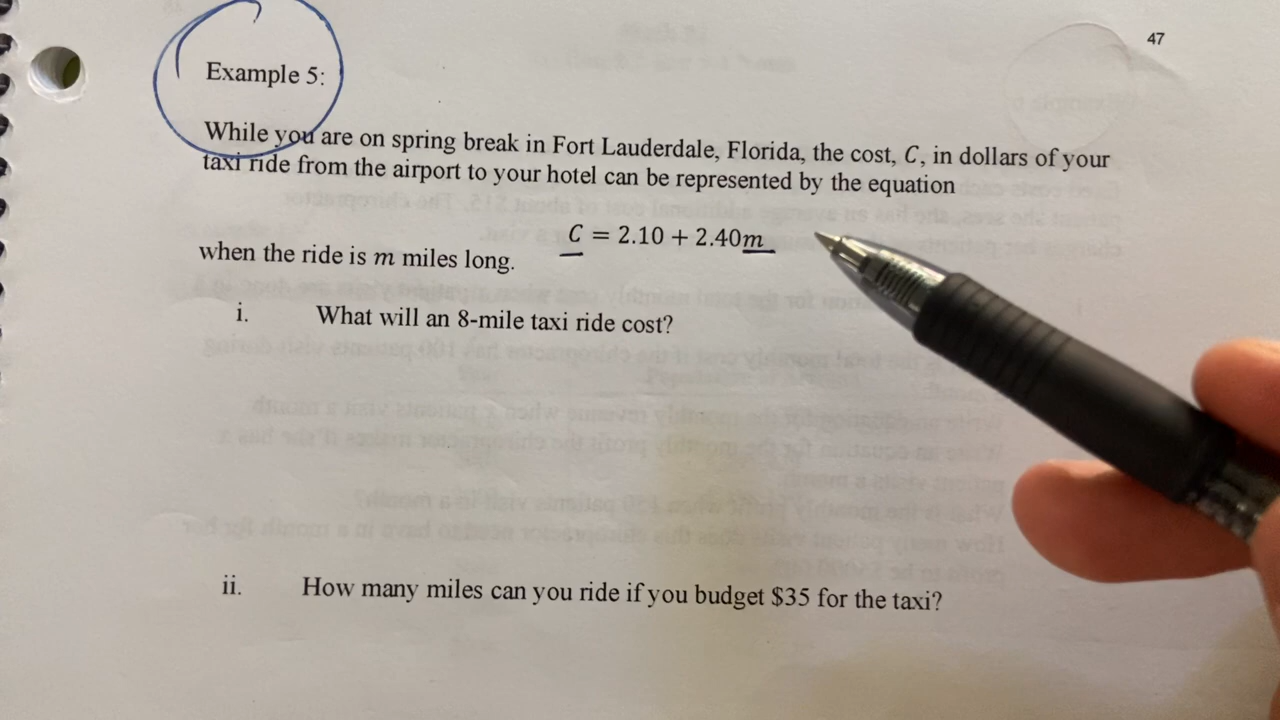 47
Example 5:
While you are on spring break in Fort Lauderdale, Florida, the cost, C, in dollars of your
taxi ride from the airport to your hotel can be represented by the equation
C = 2.10 + 2.40m
when the ride is m miles long.
i. What will an 8-mile taxi ride cost?
ii. How many miles can you ride if you budget $35 for the taxi?